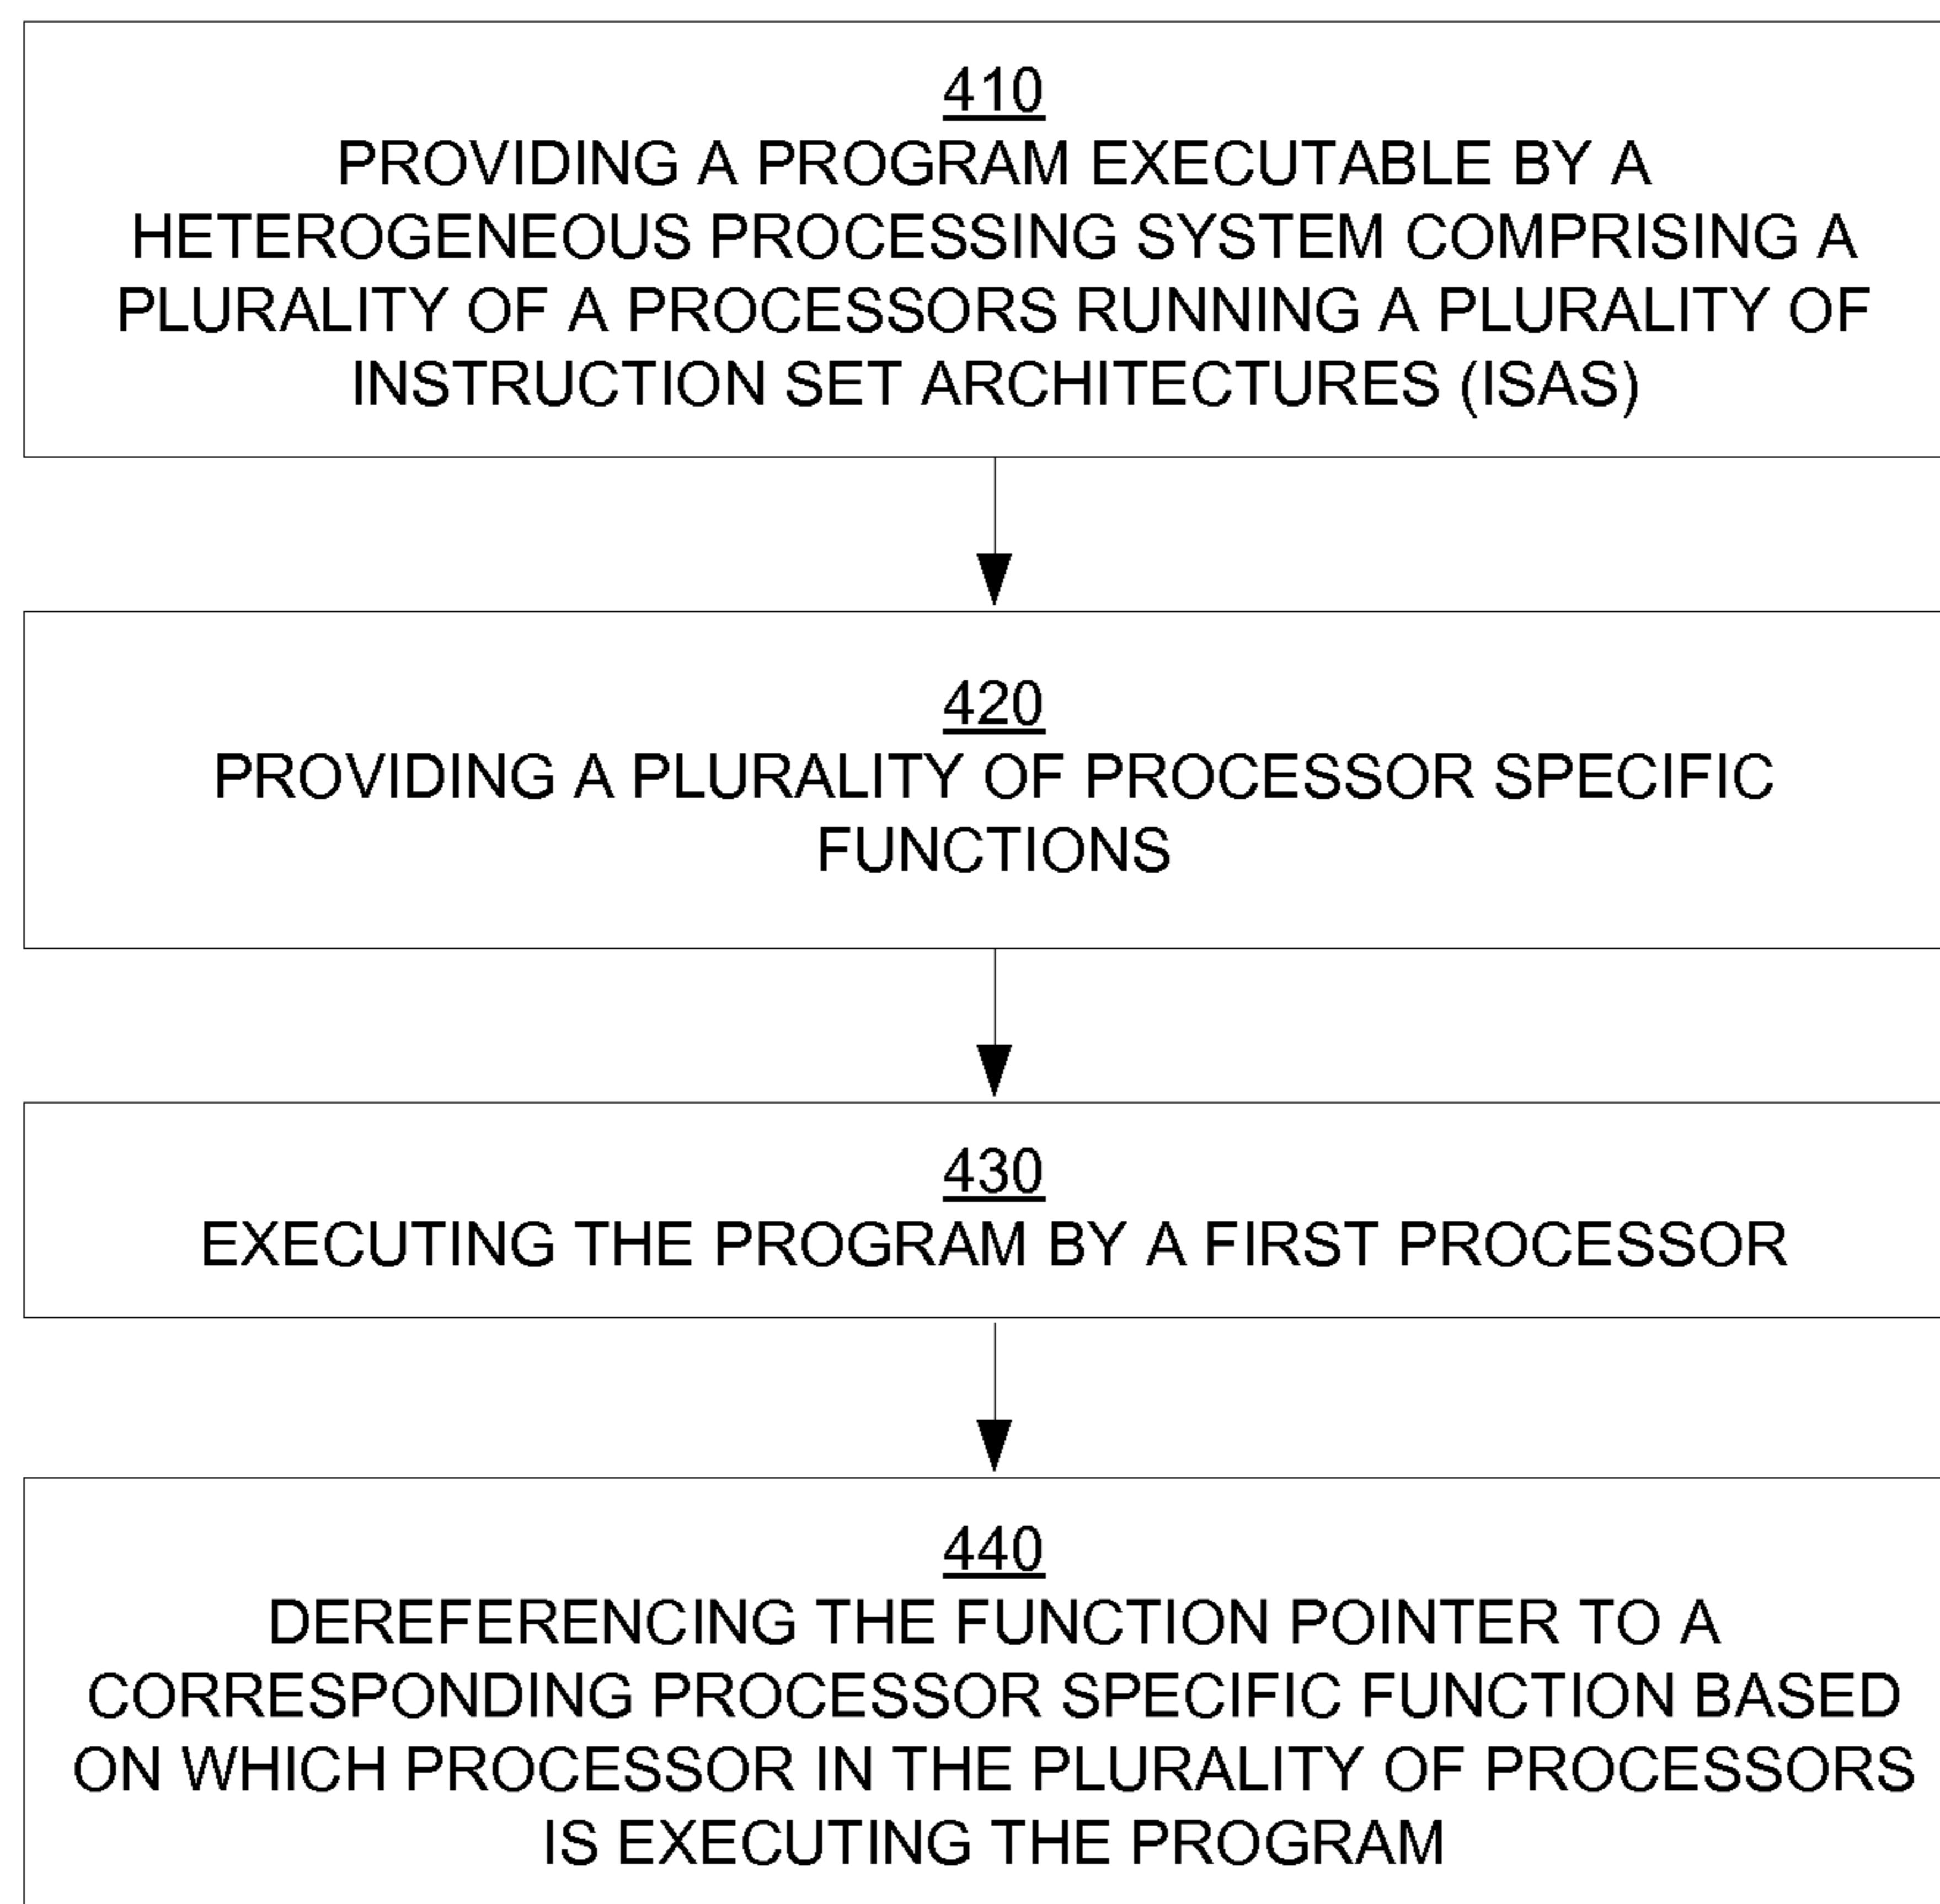 410
PROVIDING A PROGRAM EXECUTABLE BY A
HETEROGENEOUS PROCESSING SYSTEM COMPRISING A
PLURALITY OF A PROCESSORS RUNNING A PLURALITY OF
INSTRUCTION SET ARCHITECTURES (ISAS)
420
PROVIDING A PLURALITY OF PROCESSOR SPECIFIC
FUNCTIONS
430
EXECUTING THE PROGRAM BY A FIRST PROCESSOR
440
DEREFERENCING THE FUNCTION POINTER TO A
CORRESPONDING PROCESSOR SPECIFIC FUNCTION BASED
ON WHICH PROCESSOR IN THE PLURALITY OF PROCESSORS
IS EXECUTING THE PROGRAM